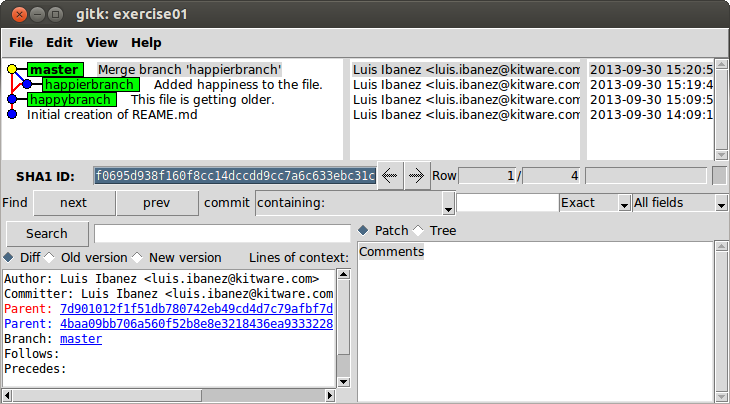 gitk: exercise01
File Edit View Help
master Merge branch 'happierbranch' Luis Ibanez <luis.ibanez@kitware.com 2013-09-30 15:20:5
happierbranch Added happiness to the file. Luis Ibanez <luis.ibanez@kitware.com 2013-09-30 15:19:4
happybranch This file is getting older. Luis Ibanez <luis.ibanez@kitware.com 2013-09-30 15:09:5
Initial creation of REAME.md Luis Ibanez <luis.ibanez@kitware.com 2013-09-30 14:09:1
SHA1 ID: f0695d938f160f8cc14dccdd9cc7a6c633ebc31c Row 1 / 4
Find next prev commit containing: Exact All fields
Search
Patch Tree
Diff Old version New version Lines of context:
Comments
Author: Luis Ibanez <luis.ibanez@kitware.com>
Committer: Luis Ibanez <luis.ibanez@kitware.com
Parent: 7d901012f1f51db780742eb49cd4d7c79afbf7d
Parent: 4baa09bb706a560f52b8e8e3218436ea9333228
Branch: master
Follows:
Precedes: